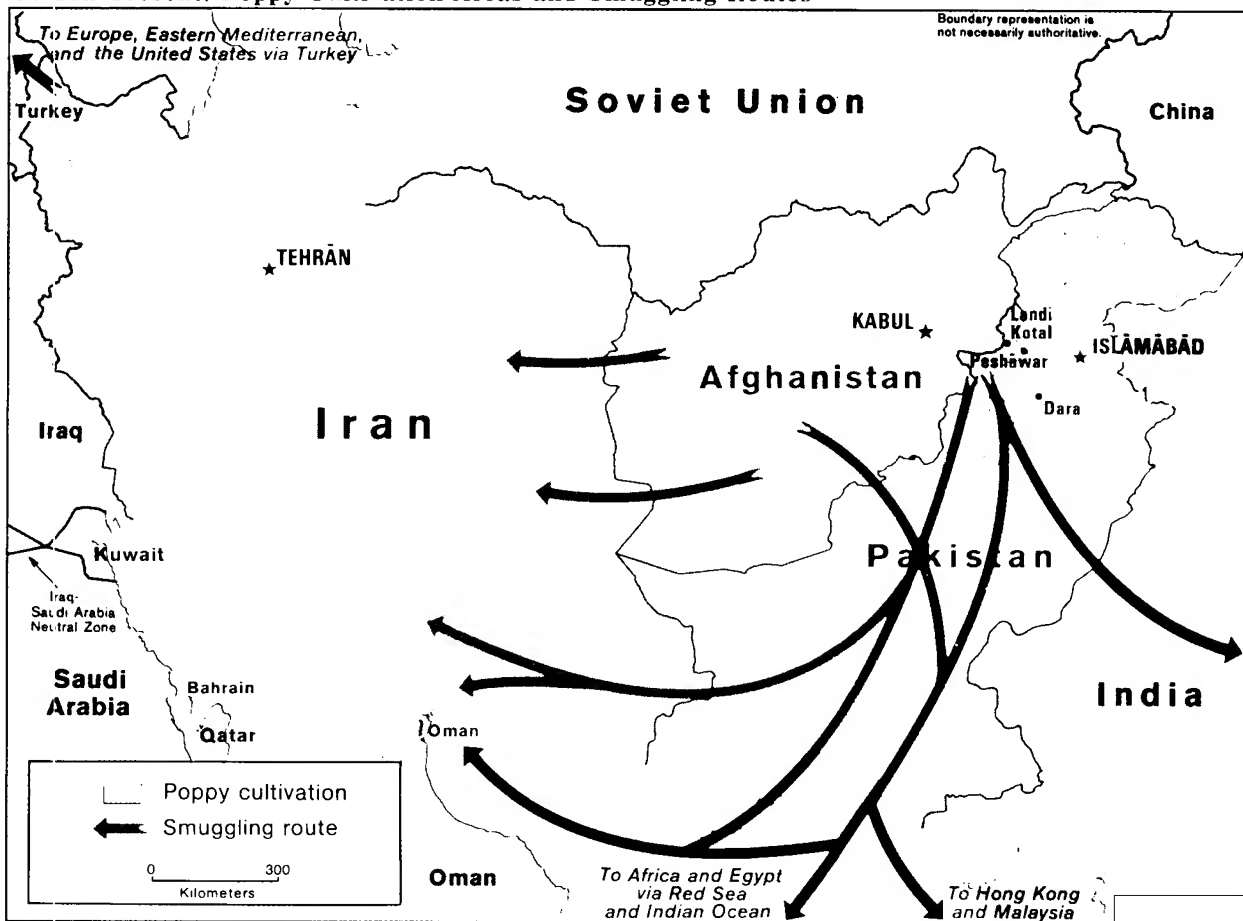 Poppy Cultivation Areas and Smuggling Routes
To Europe, Eastern Mediterranean,
and the United States via Turkey
Boundary representation is
not necessarily authoritative.
Turkey
Soviet Union
China
TEHRĀN
KABUL
Landi
Kotal
ISLĀMĀBĀD
Peshāwar
Afghanistan
Dara
Iran
Iraq
Kuwait
Pakistan
Iraq-
Saudi Arabia
Neutral Zone
Saudi
Arabia
Bahrain
Qatar
Oman
India
Poppy cultivation
Smuggling route
0 300
Kilometers
Oman
To Africa and Egypt
via Red Sea
and Indian Ocean
To Hong Kong
and Malaysia